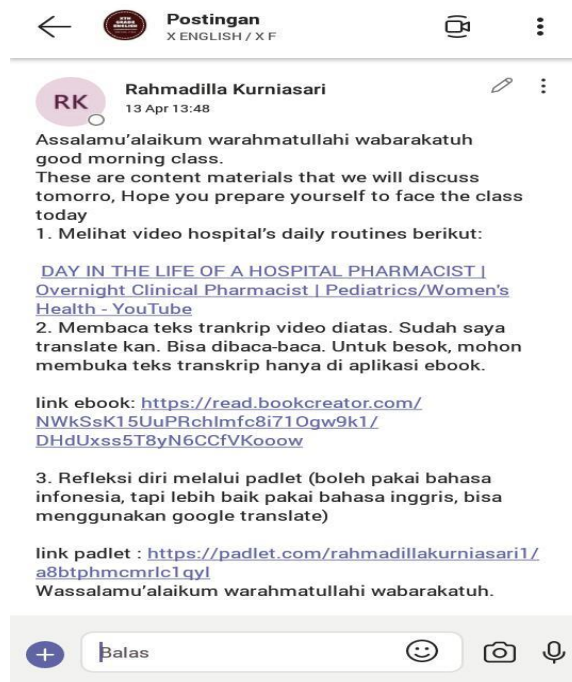 Postingan
X ENGLISH / X F
RK
Rahmadilla Kurniasari
13 Apr 13:48
Assalamu'alaikum warahmatullahi wabarakatuh
good morning class.
These are content materials that we will discuss
tomorro, Hope you prepare yourself to face the class
today
1. Melihat video hospital's daily routines berikut:
DAY IN THE LIFE OF A HOSPITAL PHARMACIST |
Overnight Clinical Pharmacist | Pediatrics/Women's
Health - YouTube
2. Membaca teks trankrip video diatas. Sudah saya
translate kan. Bisa dibaca-baca. Untuk besok, mohon
membuka teks transkrip hanya di aplikasi ebook.
link ebook: https://read.bookcreator.com/
NWkSsK15UuPRchlmfc8i71Ogw9k1/
DHdUxss5T8yN6CCfVKooow
3. Refleksi diri melalui padlet (boleh pakai bahasa
infonesia, tapi lebih baik pakai bahasa inggris, bisa
menggunakan google translate)
link padlet : https://padlet.com/rahmadillakurniasari1/
a8btphmcmrlc1qyl
Wassalamu'alaikum warahmatullahi wabarakatuh.
Balas